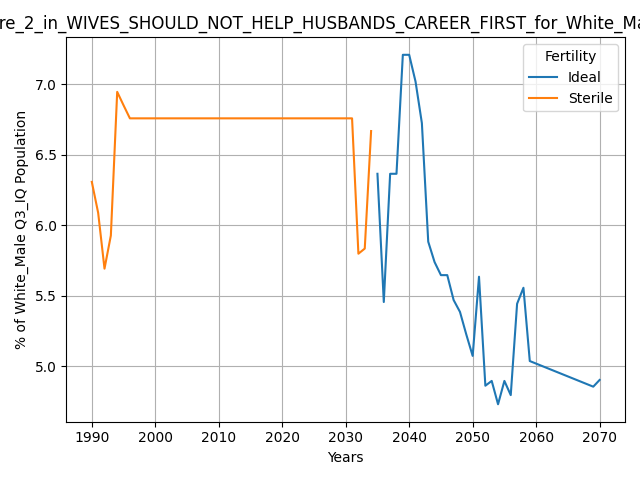 re_2_in_WIVES_SHOULD_NOT_HELP_HUSBANDS_CAREER_FIRST_for_White_Ma
Fertility
Ideal
Sterile
% of White_Male Q3_IQ Population
7.0
6.5
6.0
5.5
5.0
1990 2000 2010 2020 2030 2040 2050 2060 2070
Years